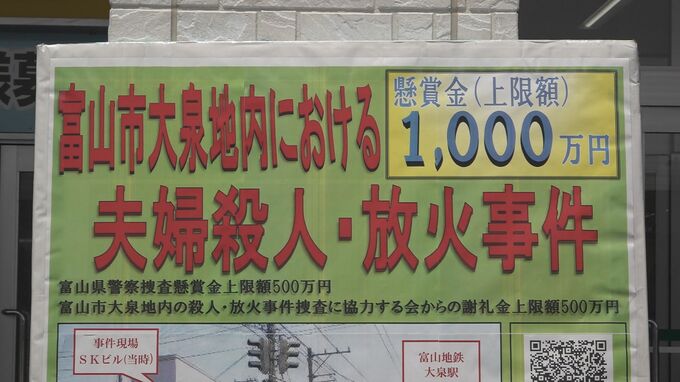 富山市大泉地内における
懸賞金(上限額)
1,000万円
夫婦殺人・放火事件
富山県警察捜査懸賞金上限額500万円
富山市大泉地内の殺人・放火事件捜査に協力する会からの謝礼金上限額500万円
事件現場
SKビル(当時)
富山地鉄
大泉駅